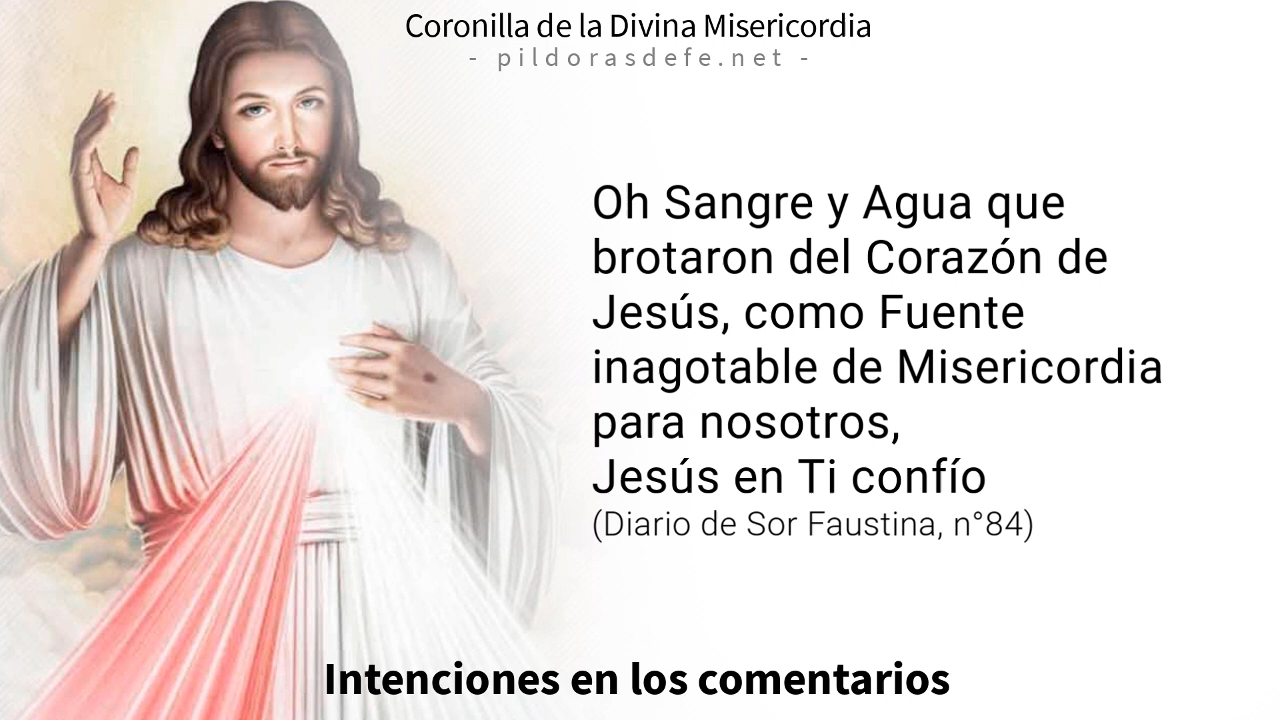 Coronilla de la Divina Misericordia
- pildorasdefe.net -
Oh Sangre y Agua que
brotaron del Corazón de
Jesús, como Fuente
inagotable de Misericordia
para nosotros,
Jesús en Ti confío
(Diario de Sor Faustina, n°84)
Intenciones en los comentarios